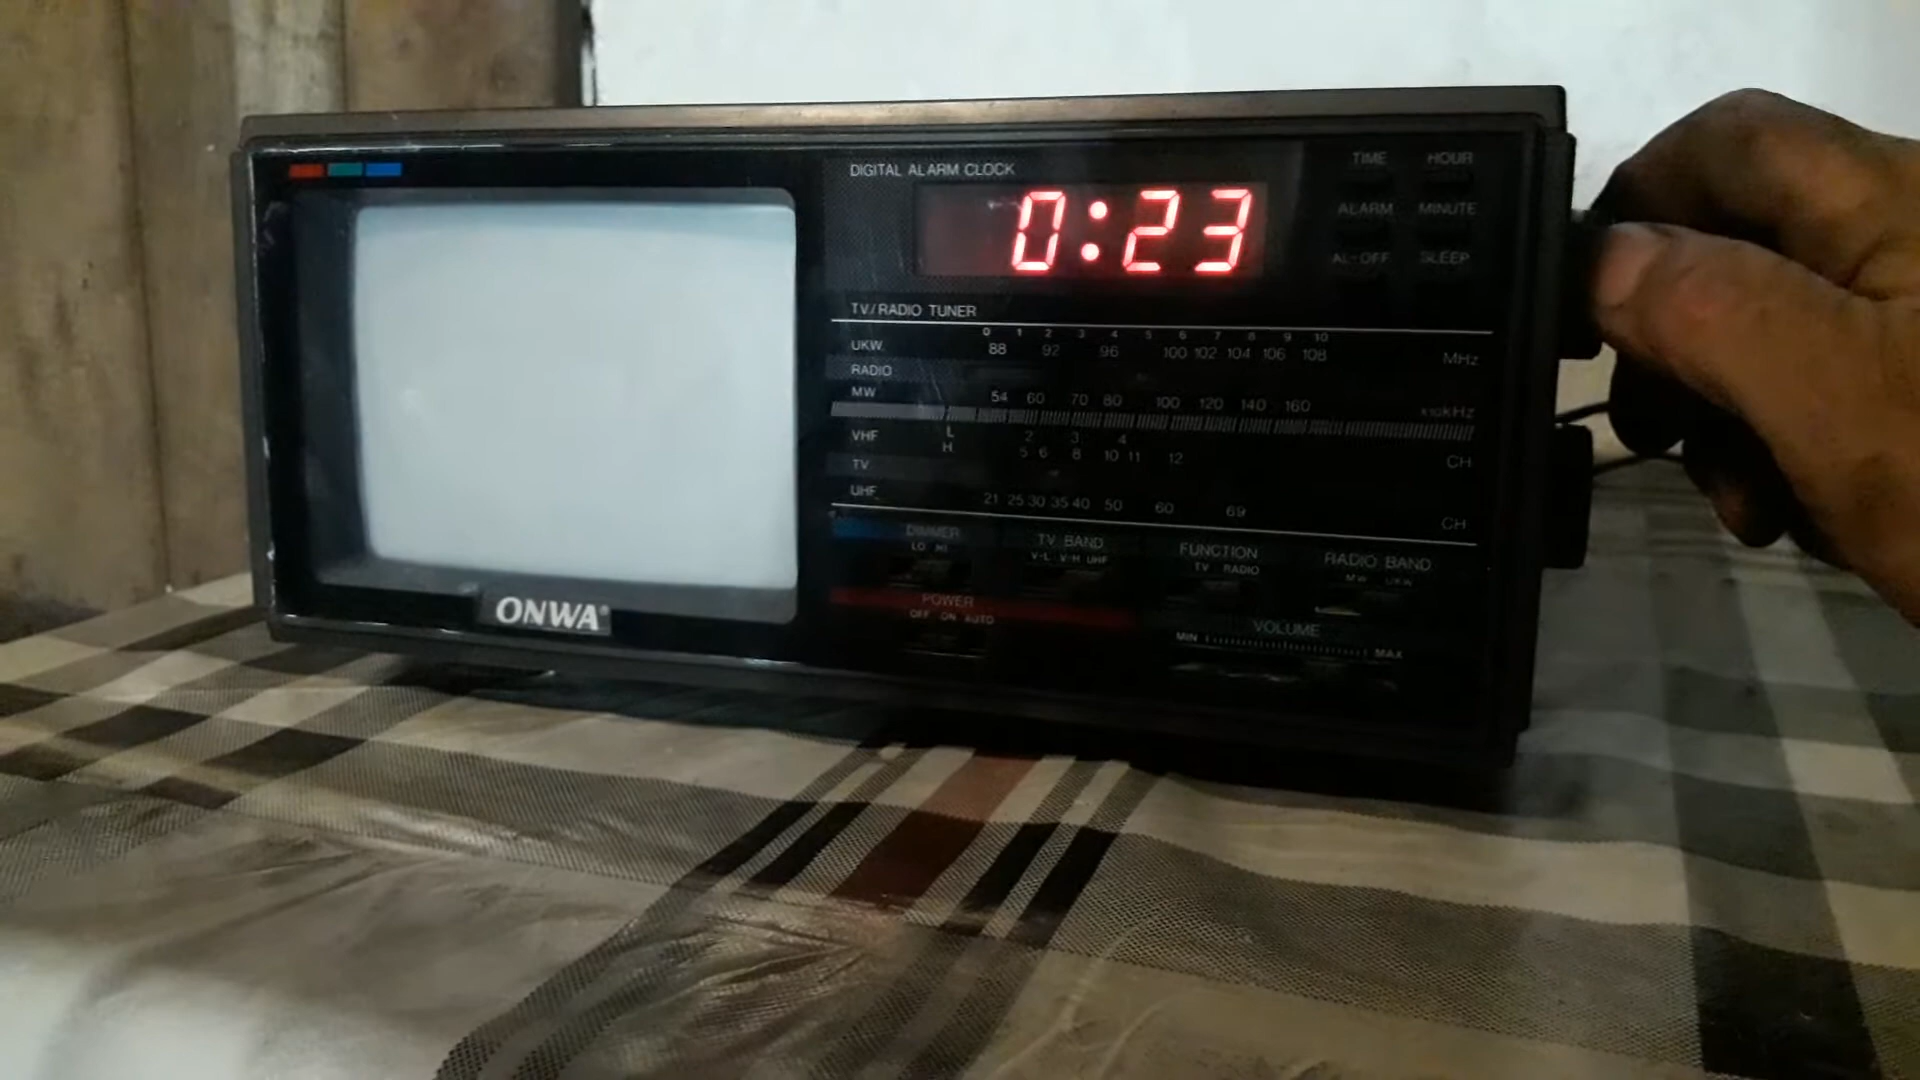 DIGITAL ALARM CLOCK
0:23
TIME HOUR
ALARM MINUTE
AL-OFF SLEEP
TV/RADIO TUNER
0 1 2 3 4 5 6 7 8 9 10
UKW 88 92 96 100 102 104 106 108 MHz
RADIO
MW 54 60 70 80 100 120 140 160 x10kHz
VHF L 2 3 4
H 5 6 8 10 11 12 CH
TV
UHF 21 25 30 35 40 50 60 69 CH
DIMMER TV BAND FUNCTION RADIO BAND
LO HI V-L V-H UHF TV RADIO MW UKW
POWER
OFF ON AUTO
VOLUME
MIN MAX
ONWA®